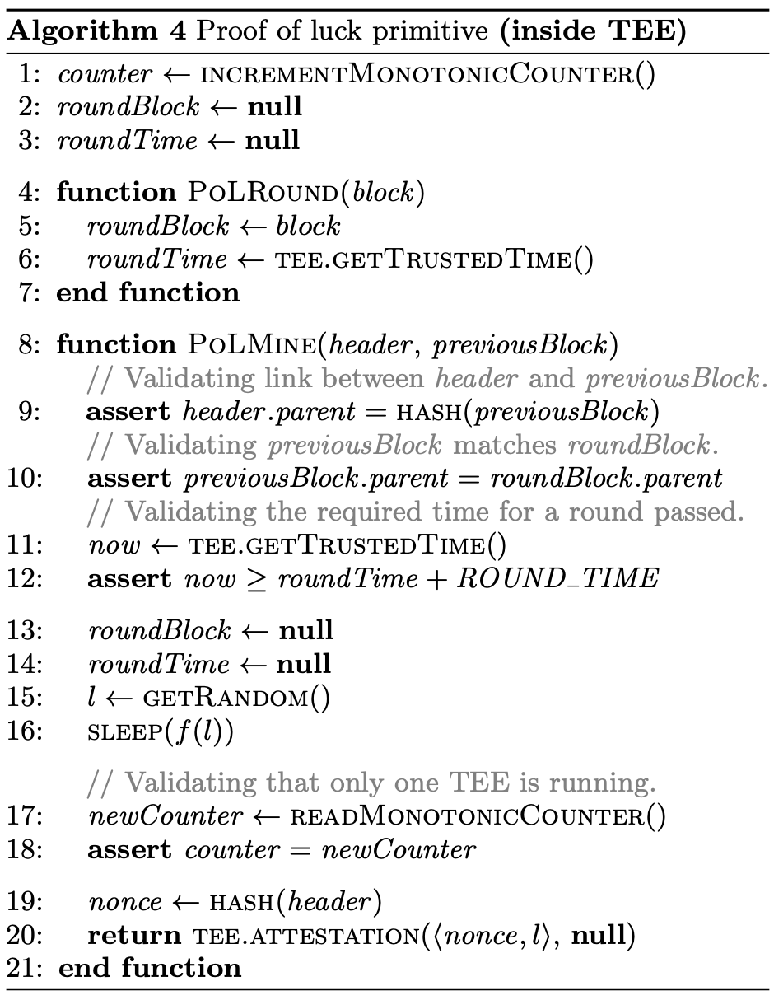 Algorithm 4 Proof of luck primitive (inside TEE)
1: counter ← INCREMENTMONOTONICCOUNTER()
2: roundBlock ← null
3: roundTime ← null
4: function POLROUND(block)
5: roundBlock ← block
6: roundTime ← TEE.GETTRUSTEDTIME()
7: end function
8: function POLMINE(header, previousBlock)
// Validating link between header and previousBlock.
9: assert header.parent = HASH(previousBlock)
// Validating previousBlock matches roundBlock.
10: assert previousBlock.parent = roundBlock.parent
// Validating the required time for a round passed.
11: now ← TEE.GETTRUSTEDTIME()
12: assert now ≥ roundTime + ROUND_TIME
13: roundBlock ← null
14: roundTime ← null
15: l ← GETRANDOM()
16: SLEEP(f(l))
// Validating that only one TEE is running.
17: newCounter ← READMONOTONICCOUNTER()
18: assert counter = newCounter
19: nonce ← HASH(header)
20: return TEE.ATTESTATION(⟨nonce, l⟩, null)
21: end function